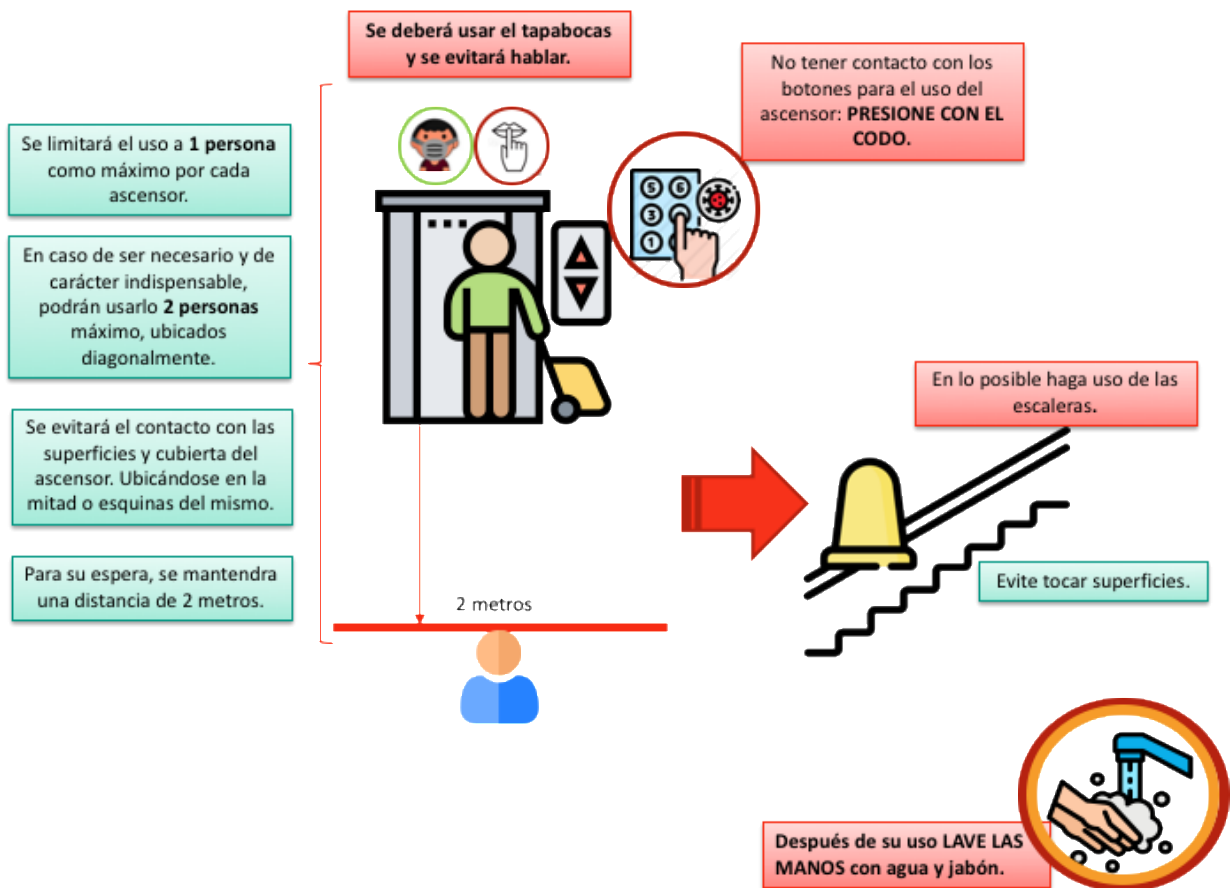 Se deberá usar el tapabocas
y se evitará hablar.
No tener contacto con los
botones para el uso del
ascensor: PRESIONE CON EL
CODO.
Se limitará el uso a 1 persona
como máximo por cada
ascensor.
En caso de ser necesario y de
carácter indispensable,
podrán usarlo 2 personas
máximo, ubicados
diagonalmente.
Se evitará el contacto con las
superficies y cubierta del
ascensor. Ubicándose en la
mitad o esquinas del mismo.
Para su espera, se mantendra
una distancia de 2 metros.
5 6
3
1
2 metros
En lo posible haga uso de las
escaleras.
Evite tocar superficies.
Después de su uso LAVE LAS
MANOS con agua y jabón.